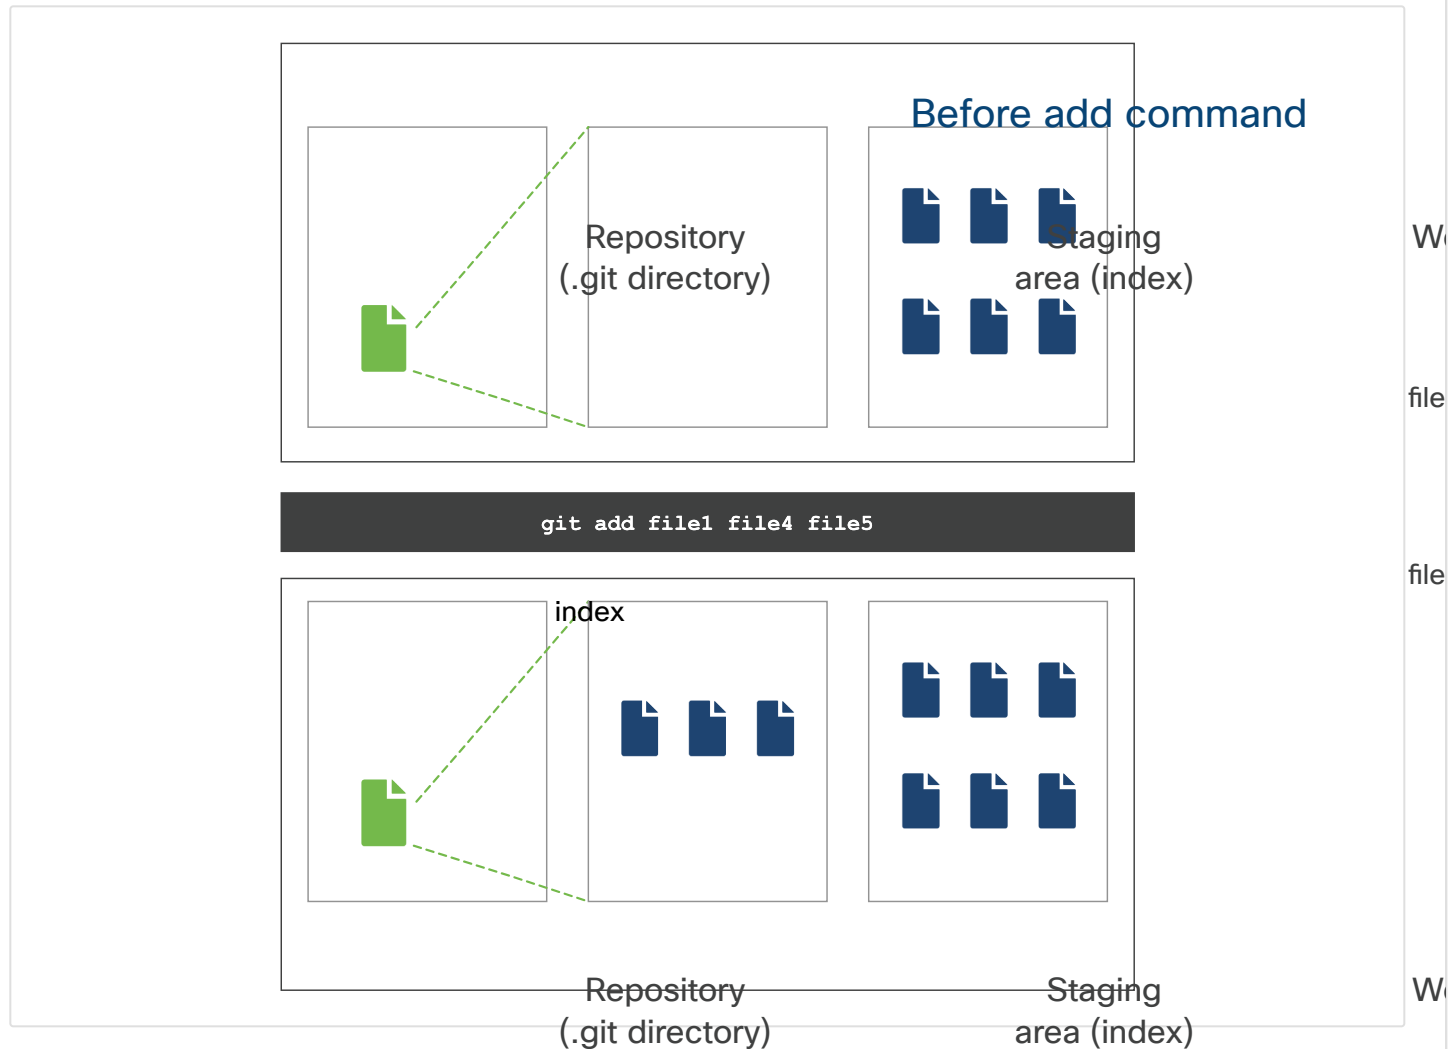 Before add command
Repository
(.git directory)
Staging
area (index)
file
git add file1 file4 file5
file
index
Repository
(.git directory)
Staging
area (index)